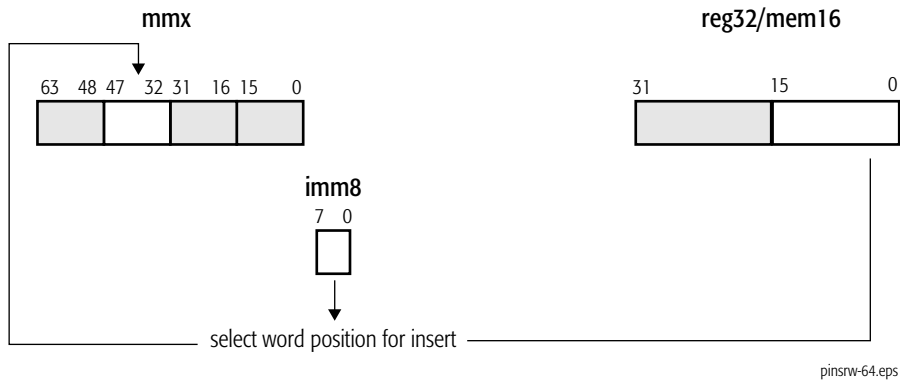 mmx reg32/mem16
63 48 47 32 31 16 15 0 31 15 0
imm8
7 0
select word position for insert
pinsrw-64.eps